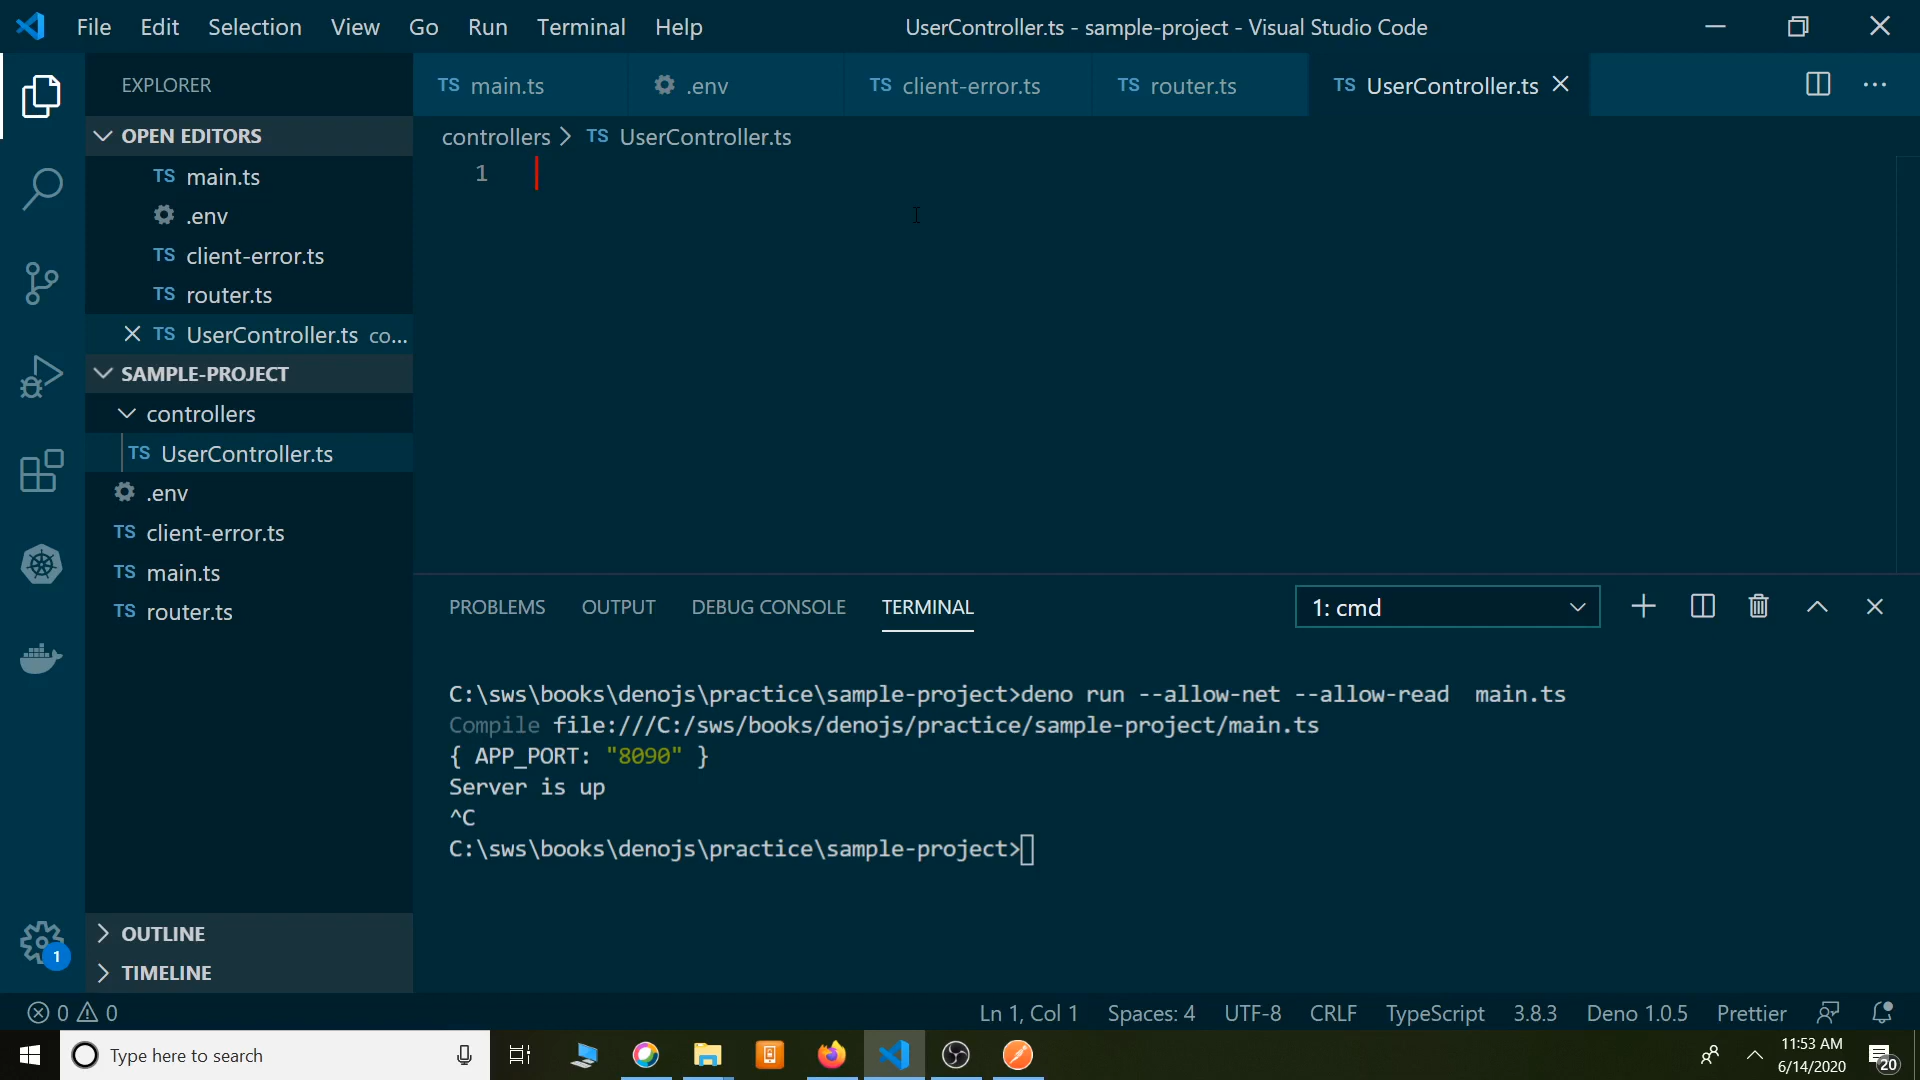 File Edit Selection View Go Run Terminal Help
UserController.ts - sample-project - Visual Studio Code
EXPLORER
OPEN EDITORS
TS main.ts
.env
TS client-error.ts
TS router.ts
TS UserController.ts co...
SAMPLE-PROJECT
controllers
TS UserController.ts
.env
TS client-error.ts
TS main.ts
TS router.ts
OUTLINE
TIMELINE
1
TS main.ts .env TS client-error.ts TS router.ts TS UserController.ts
controllers > TS UserController.ts
1
PROBLEMS OUTPUT DEBUG CONSOLE TERMINAL 1: cmd
C:\sws\books\denojs\practice\sample-project>deno run --allow-net --allow-read  main.ts
Compile file:///C:/sws/books/denojs/practice/sample-project/main.ts
{ APP_PORT: "8090" }
Server is up
^C
C:\sws\books\denojs\practice\sample-project>
0 0 Ln 1, Col 1 Spaces: 4 UTF-8 CRLF TypeScript 3.8.3 Deno 1.0.5 Prettier
Type here to search
11:53 AM
6/14/2020
20